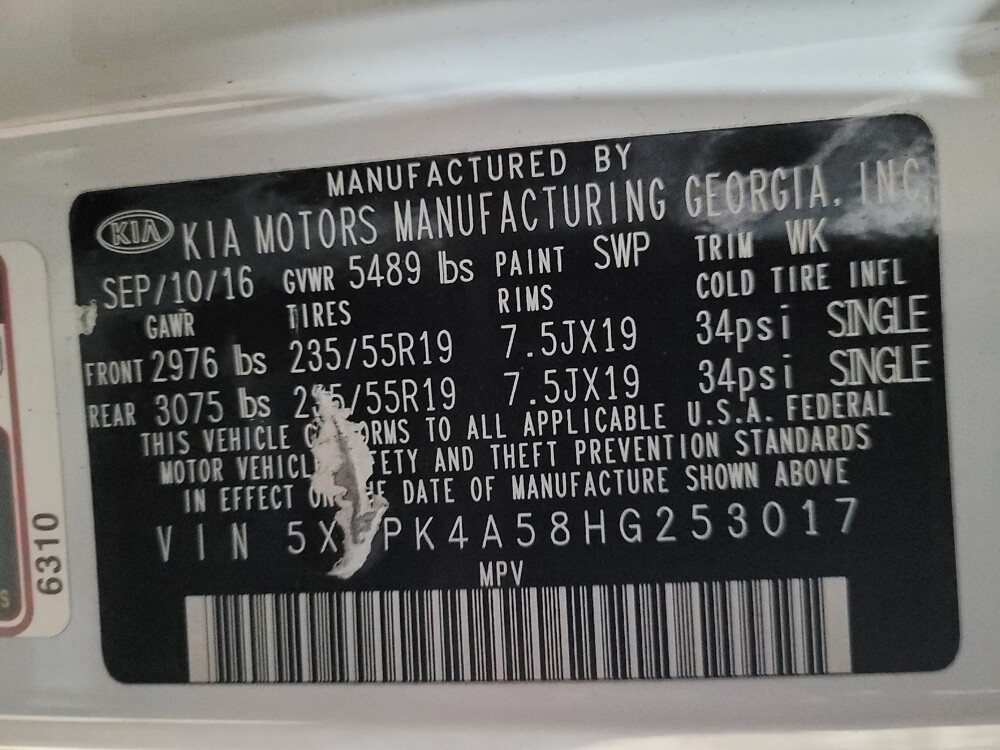 MANUFACTURED BY
KIA KIA MOTORS MANUFACTURING GEORGIA, INC
SEP/10/16 GVWR 5489 lbs PAINT SWP TRIM WK
GAWR TIRES RIMS COLD TIRE INFL
FRONT 2976 lbs 235/55R19 7.5JX19 34psi SINGLE
REAR 3075 lbs /55R19 7.5JX19 34psi SINGLE
THIS VEHICLE TO ALL APPLICABLE U.S.A. FEDERAL
MOTOR AND THEFT PREVENTION STANDARDS
IN EFFECT DATE OF MANUFACTURE SHOWN ABOVE
VIN 5X PK4A58HG253017
MPV
6310